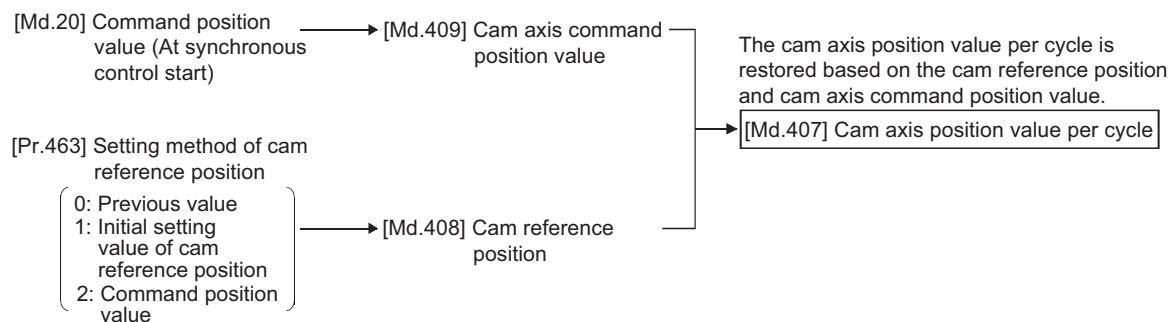 [Md.20] Command position
value (At synchronous
control start)
[Md.409] Cam axis command
position value
The cam axis position value per cycle is
restored based on the cam reference position
and cam axis command position value.
[Md.407] Cam axis position value per cycle
[Pr.463] Setting method of cam
reference position
0: Previous value
1: Initial setting
value of cam
reference position
2: Command position
value
[Md.408] Cam reference
position